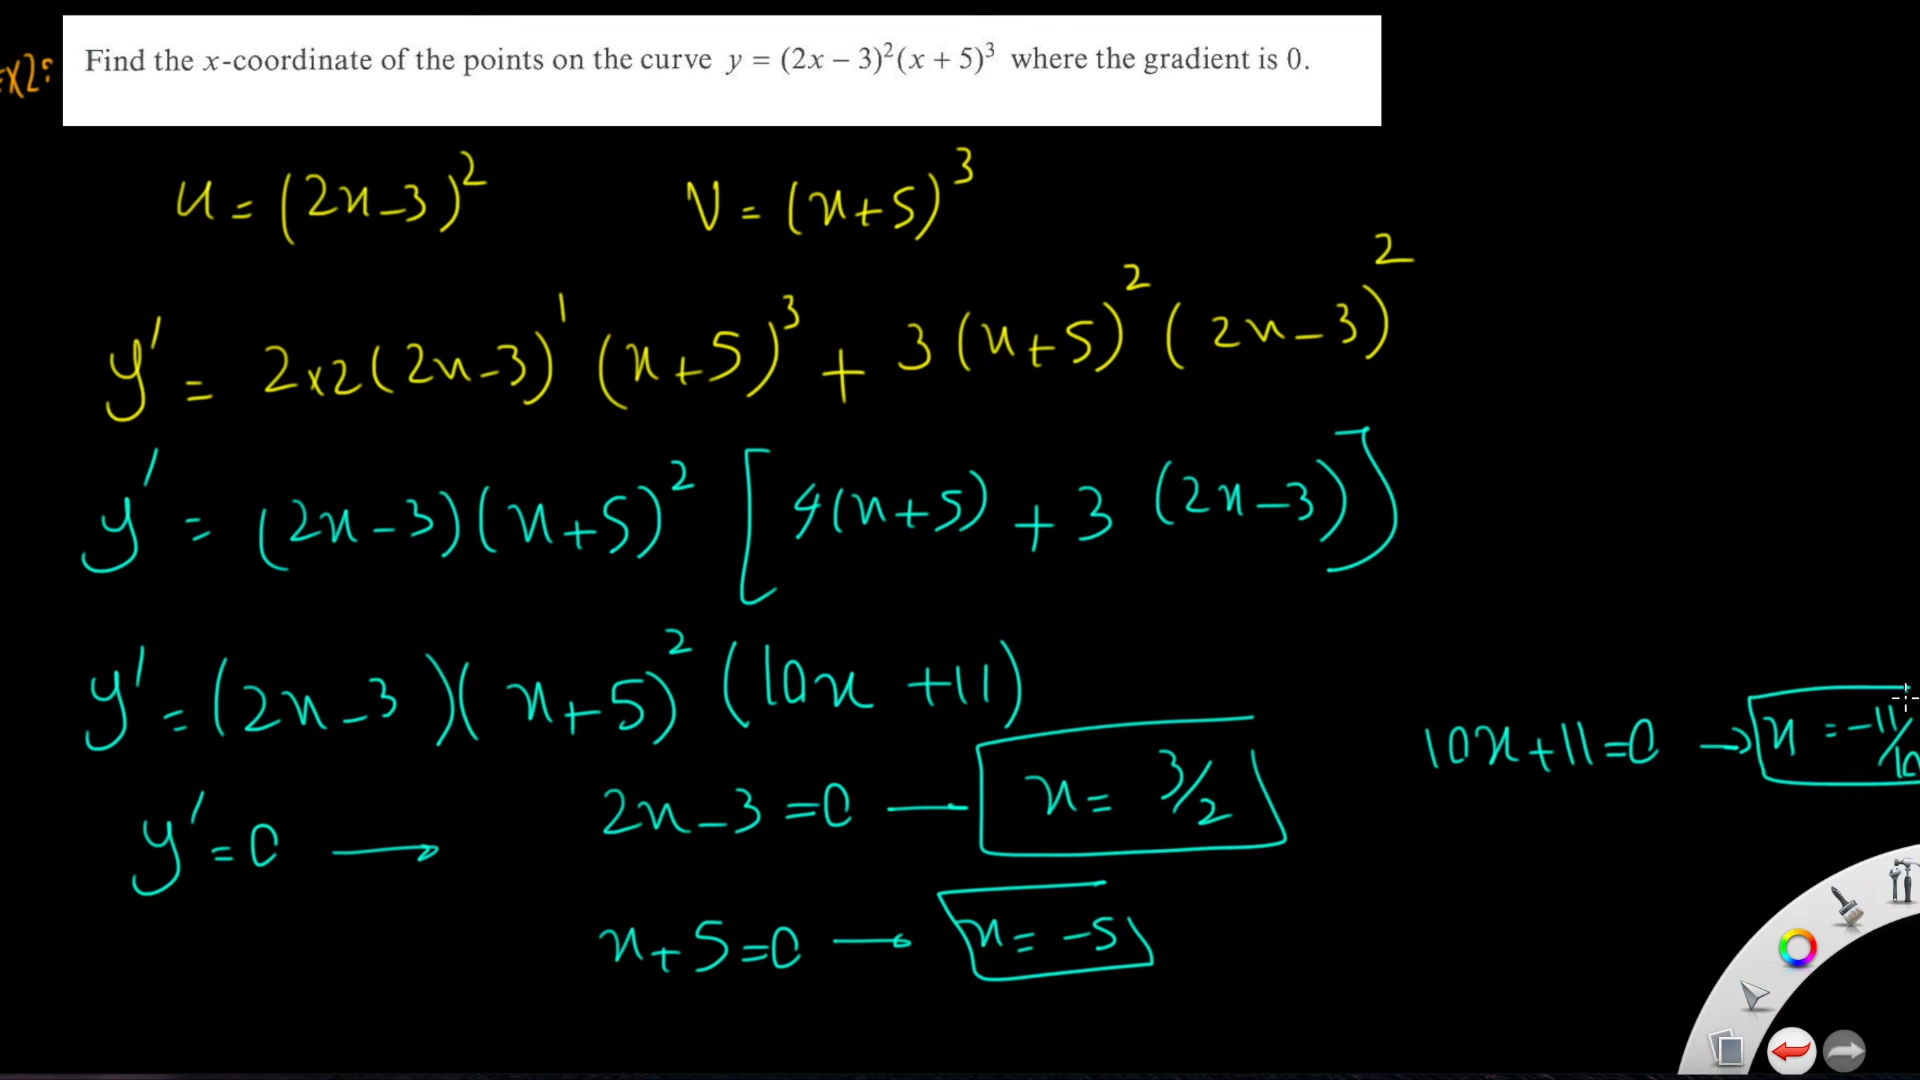 Ex2: Find the x-coordinate of the points on the curve y = (2x – 3)²(x + 5)³ where the gradient is 0.
u = (2x-3)² v = (x+5)³
y' = 2×2(2x-3)¹(x+5)³ + 3(x+5)²(2x-3)²
y' = (2x-3)(x+5)² [4(x+5) + 3(2x-3)]
y' = (2x-3)(x+5)² (10x +11)
10x+11=0 → x = -11/10
y' = 0 → 2x-3=0 — x = 3/2
x+5=0 → x = -5